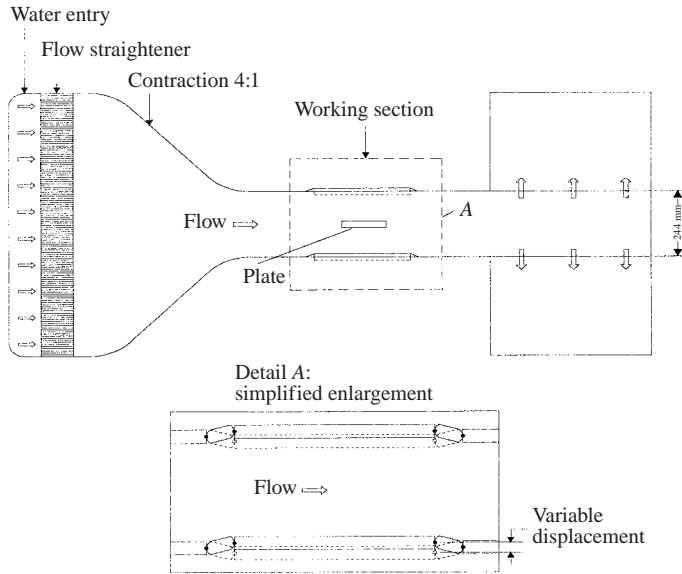 Water entry
Flow straightener
Contraction 4:1
Working section
A
Flow
244 mm
Plate
Detail A:
simplified enlargement
Flow
Variable
displacement